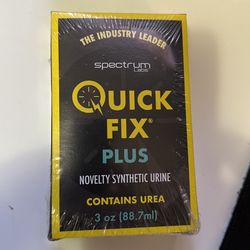 THE INDUSTRY LEADER
spectrum
Labs
QUICK
FIX®
PLUS
NOVELTY SYNTHETIC URINE
CONTAINS UREA
3 oz (88.7ml)